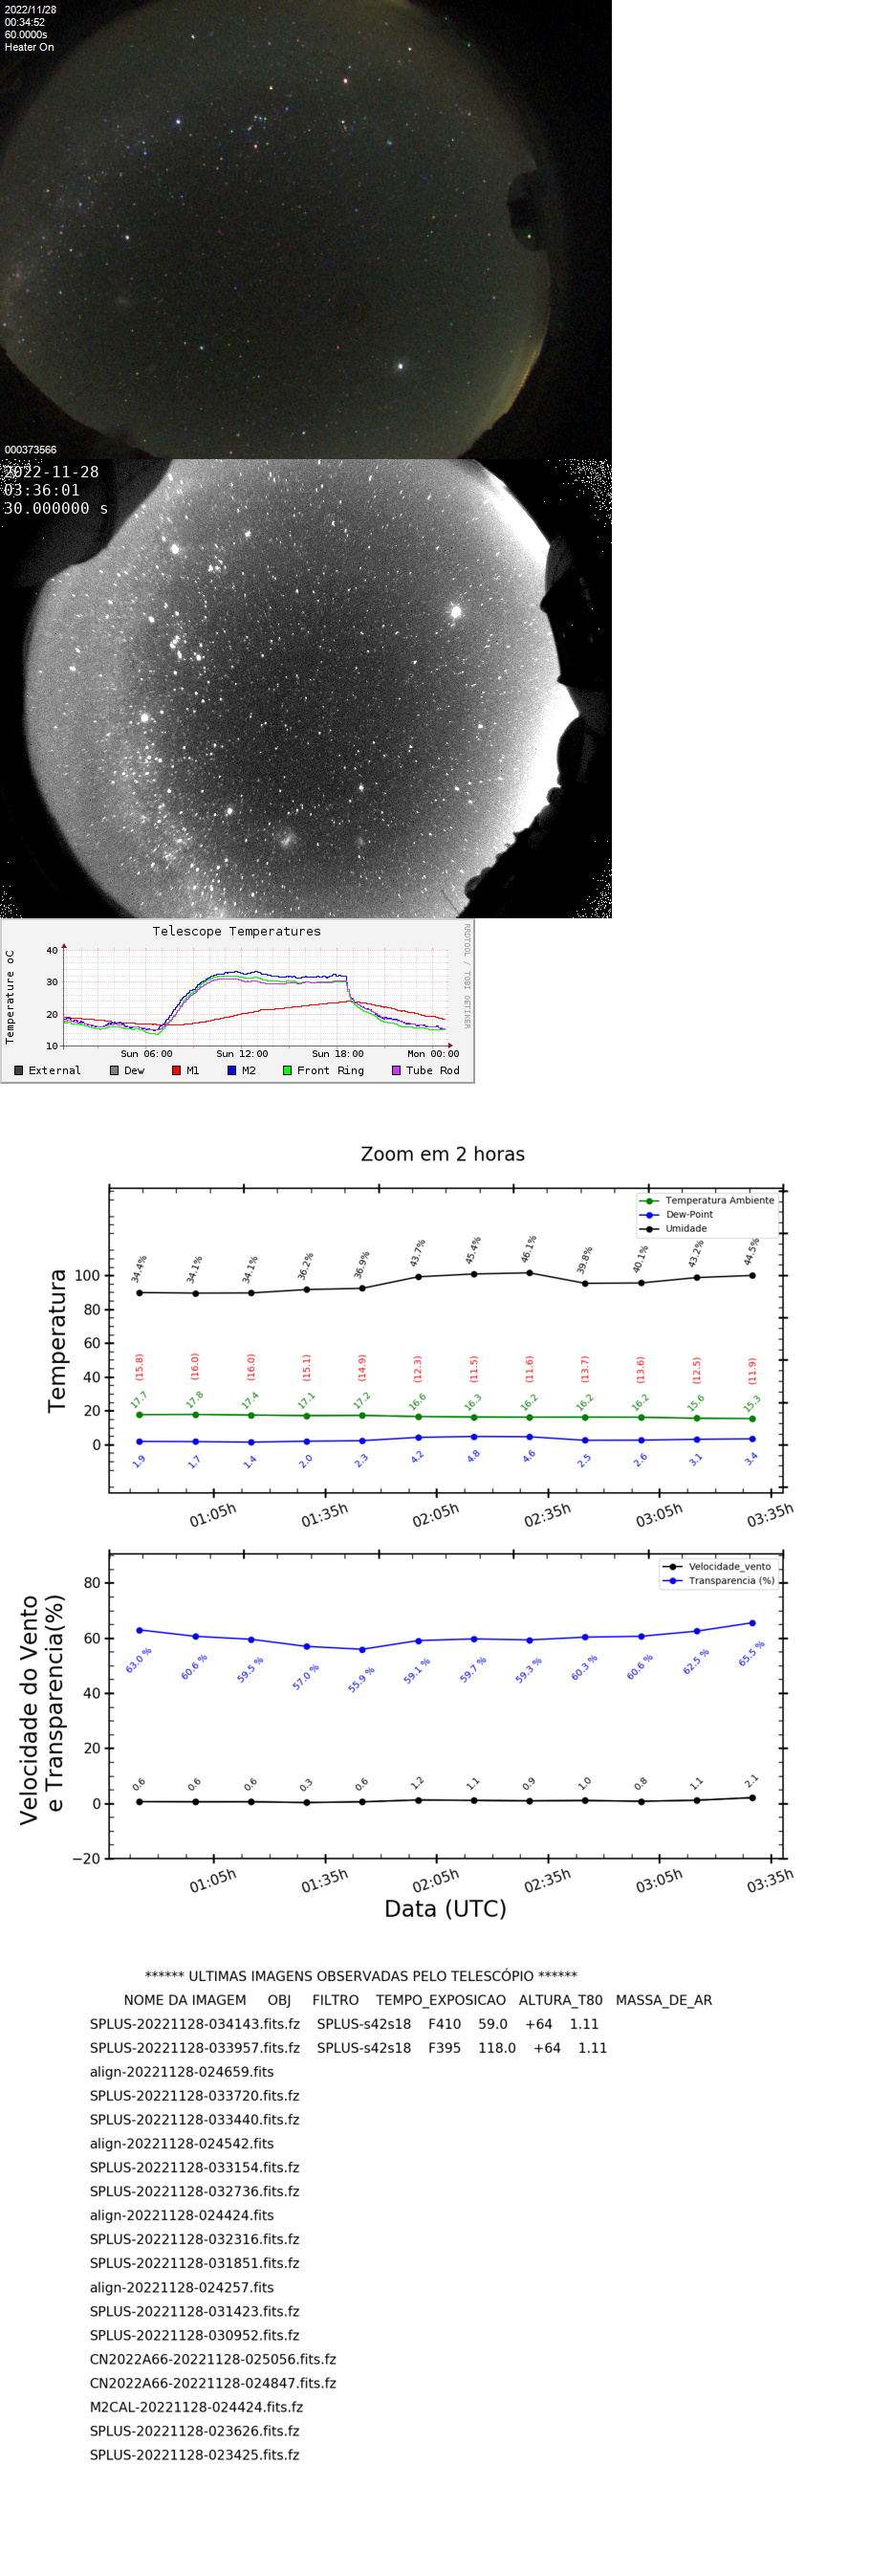 2022/11/28
00:34:52
60.0000s
Heater On
000373566
2022-11-28
03:36:01
30.000000 s
Telescope Temperatures
RRDTOOL / TOBI OETIKER
Temperature oC
40
30
20
10
Sun 06:00 Sun 12:00 Sun 18:00 Mon 00:00
External Dew M1 M2 Front Ring Tube Rod
Zoom em 2 horas
Temperatura Ambiente
Dew-Point
Umidade
Temperatura
100
80
60
40
20
0
34.4% 34.1% 34.1% 36.2% 36.9% 43.7% 45.4% 46.1% 39.8% 40.1% 43.2% 44.5%
(15.8) (16.0) (16.0) (15.1) (14.9) (12.3) (11.5) (11.6) (13.7) (13.6) (12.5) (11.9)
17.7 17.8 17.4 17.1 17.2 16.6 16.3 16.2 16.2 16.2 15.6 15.3
1.9 1.7 1.4 2.0 2.3 4.2 4.8 4.6 2.5 2.6 3.1 3.4
01:05h 01:35h 02:05h 02:35h 03:05h 03:35h
Velocidade_vento
Transparencia (%)
Velocidade do Vento
e Transparencia(%)
80
60
40
20
0
−20
63.0 % 60.6 % 59.5 % 57.0 % 55.9 % 59.1 % 59.7 % 59.3 % 60.3 % 60.6 % 62.5 % 65.5 %
0.6 0.6 0.6 0.3 0.6 1.2 1.1 0.9 1.0 0.8 1.1 2.1
01:05h 01:35h 02:05h 02:35h 03:05h 03:35h
Data (UTC)
****** ULTIMAS IMAGENS OBSERVADAS PELO TELESCÓPIO ******
NOME DA IMAGEM OBJ FILTRO TEMPO_EXPOSICAO ALTURA_T80 MASSA_DE_AR
SPLUS-20221128-034143.fits.fz SPLUS-s42s18 F410 59.0 +64 1.11
SPLUS-20221128-033957.fits.fz SPLUS-s42s18 F395 118.0 +64 1.11
align-20221128-024659.fits
SPLUS-20221128-033720.fits.fz
SPLUS-20221128-033440.fits.fz
align-20221128-024542.fits
SPLUS-20221128-033154.fits.fz
SPLUS-20221128-032736.fits.fz
align-20221128-024424.fits
SPLUS-20221128-032316.fits.fz
SPLUS-20221128-031851.fits.fz
align-20221128-024257.fits
SPLUS-20221128-031423.fits.fz
SPLUS-20221128-030952.fits.fz
CN2022A66-20221128-025056.fits.fz
CN2022A66-20221128-024847.fits.fz
M2CAL-20221128-024424.fits.fz
SPLUS-20221128-023626.fits.fz
SPLUS-20221128-023425.fits.fz